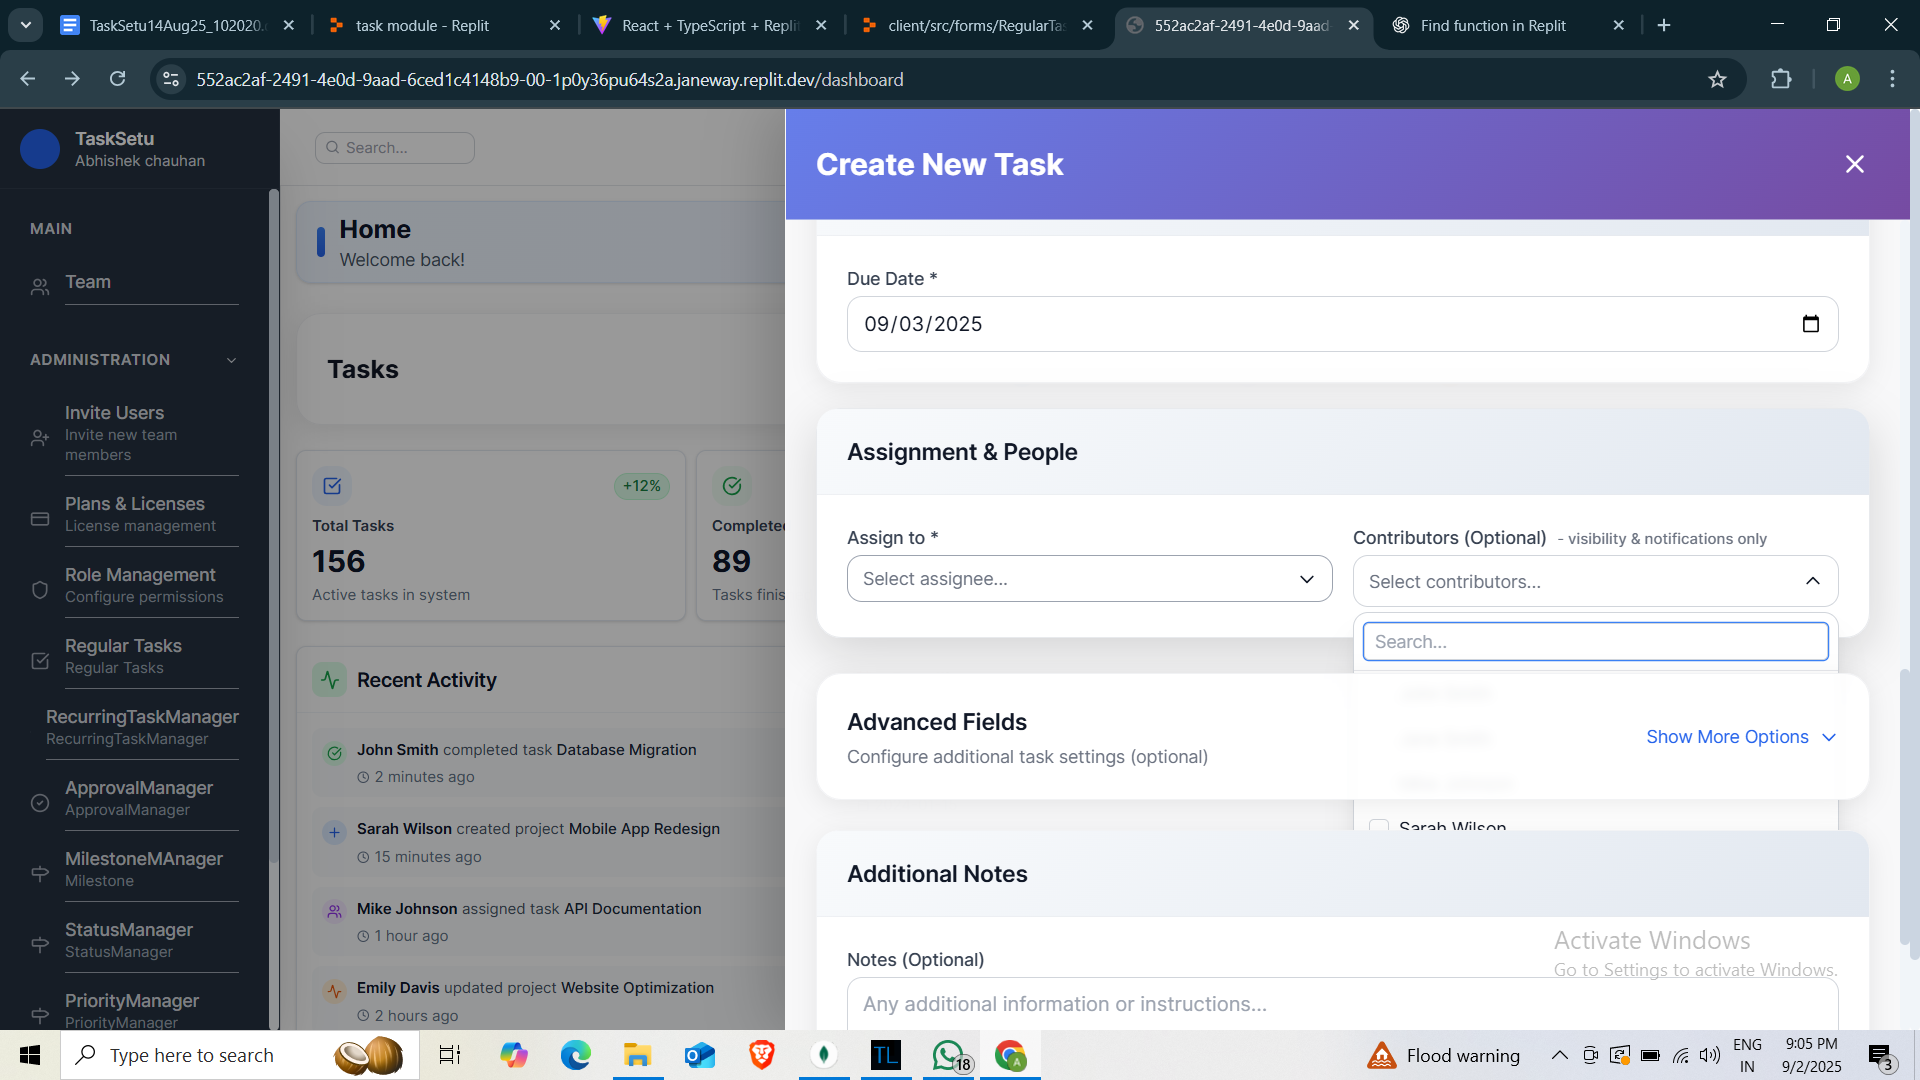 TaskSetu14Aug25_102020.
task module - Replit
React + TypeScript + Repli
client/src/forms/RegularTas
552ac2af-2491-4e0d-9aad-
Find function in Replit
552ac2af-2491-4e0d-9aad-6ced1c4148b9-00-1p0y36pu64s2a.janeway.replit.dev/dashboard
A
TaskSetu
Abhishek chauhan
MAIN
Team
ADMINISTRATION
Invite Users
Invite new team
members
Plans & Licenses
License management
Role Management
Configure permissions
Regular Tasks
Regular Tasks
RecurringTaskManager
RecurringTaskManager
ApprovalManager
ApprovalManager
MilestoneMAnager
Milestone
StatusManager
StatusManager
PriorityManager
PriorityManager
Search...
Home
Welcome back!
Tasks
+12%
Total Tasks
156
Active tasks in system
Completed
89
Tasks finis
Recent Activity
John Smith completed task Database Migration
2 minutes ago
Sarah Wilson created project Mobile App Redesign
15 minutes ago
Mike Johnson assigned task API Documentation
1 hour ago
Emily Davis updated project Website Optimization
2 hours ago
Create New Task
Due Date *
09/03/2025
Assignment & People
Assign to *
Select assignee...
Contributors (Optional) - visibility & notifications only
Select contributors...
Search...
Advanced Fields
Configure additional task settings (optional)
Show More Options
Sarah Wilson
Additional Notes
Notes (Optional)
Any additional information or instructions...
Activate Windows
Go to Settings to activate Windows.
Type here to search
TL
18
A
Flood warning
ENG
IN
9:05 PM
9/2/2025
3